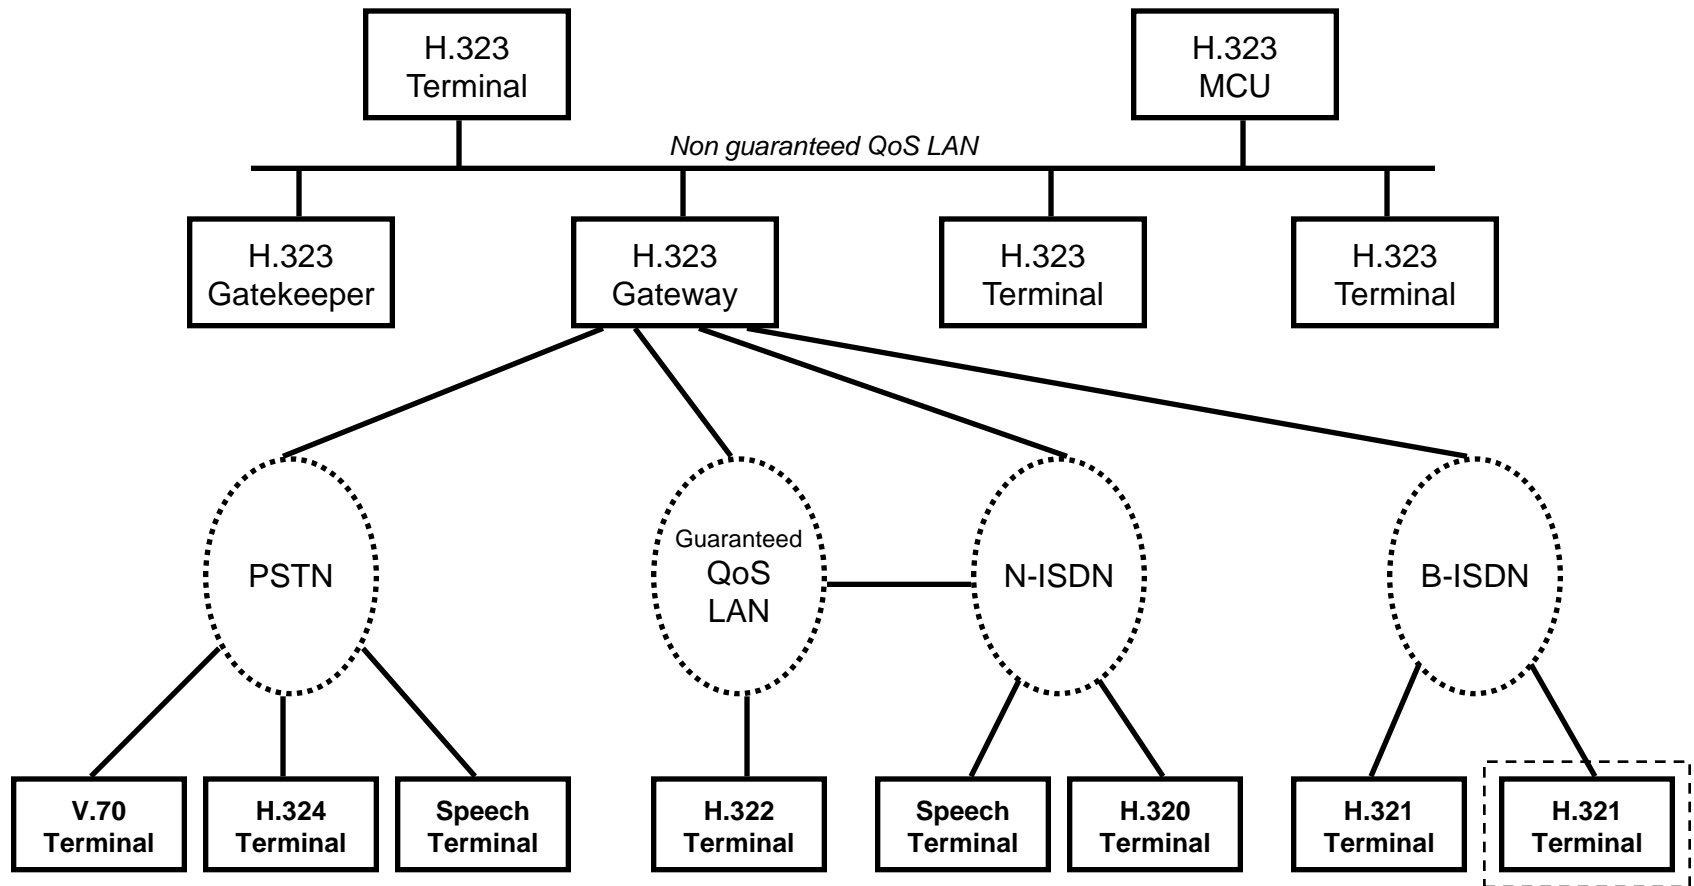 H.323
Terminal
H.323
MCU
Non guaranteed QoS LAN
H.323
Gatekeeper
H.323
Gateway
H.323
Terminal
H.323
Terminal
PSTN
Guaranteed
QoS
LAN
N-ISDN
B-ISDN
V.70
Terminal
H.324
Terminal
Speech
Terminal
H.322
Terminal
Speech
Terminal
H.320
Terminal
H.321
Terminal
H.321
Terminal